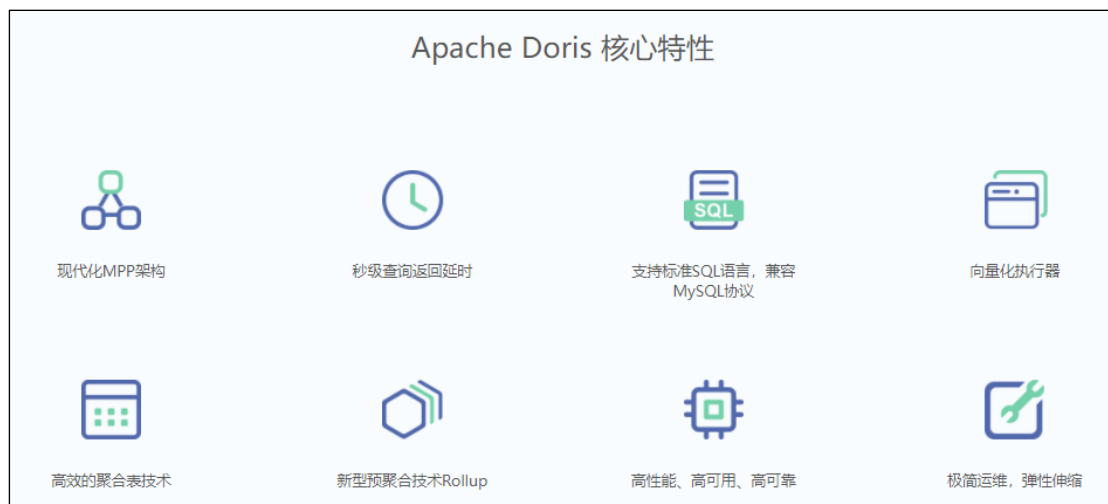 Apache Doris 核心特性
SQL
现代化MPP架构
秒级查询返回延时
支持标准SQL语言，兼容
MySQL协议
向量化执行器
高效的聚合表技术
新型预聚合技术Rollup
高性能、高可用、高可靠
极简运维，弹性伸缩